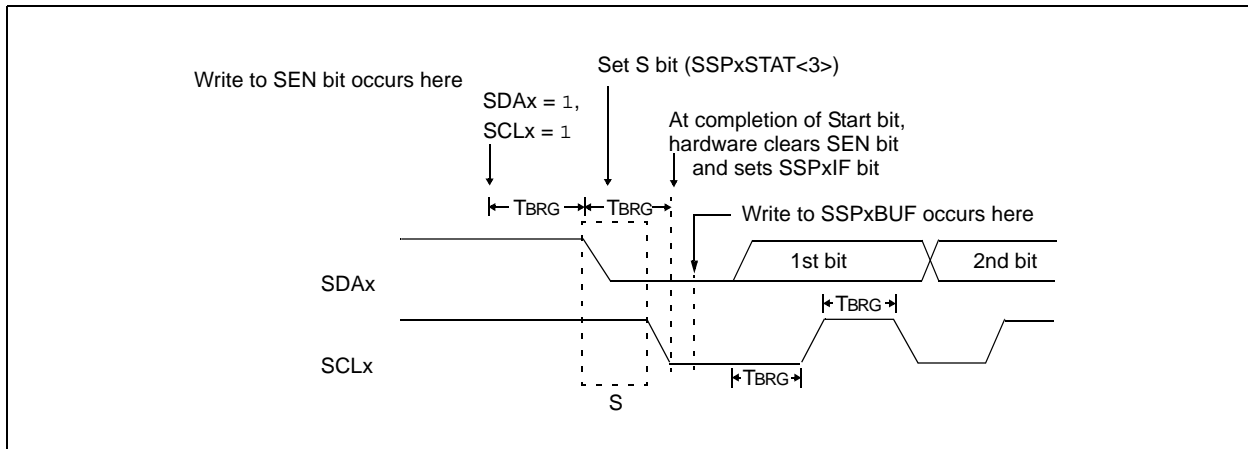 Write to SEN bit occurs here
Set S bit (SSPxSTAT<3>)
SDAx = 1,
SCLx = 1
At completion of Start bit,
hardware clears SEN bit
and sets SSPxIF bit
TBRG
TBRG
Write to SSPxBUF occurs here
SDAx
1st bit
2nd bit
TBRG
SCLx
TBRG
S